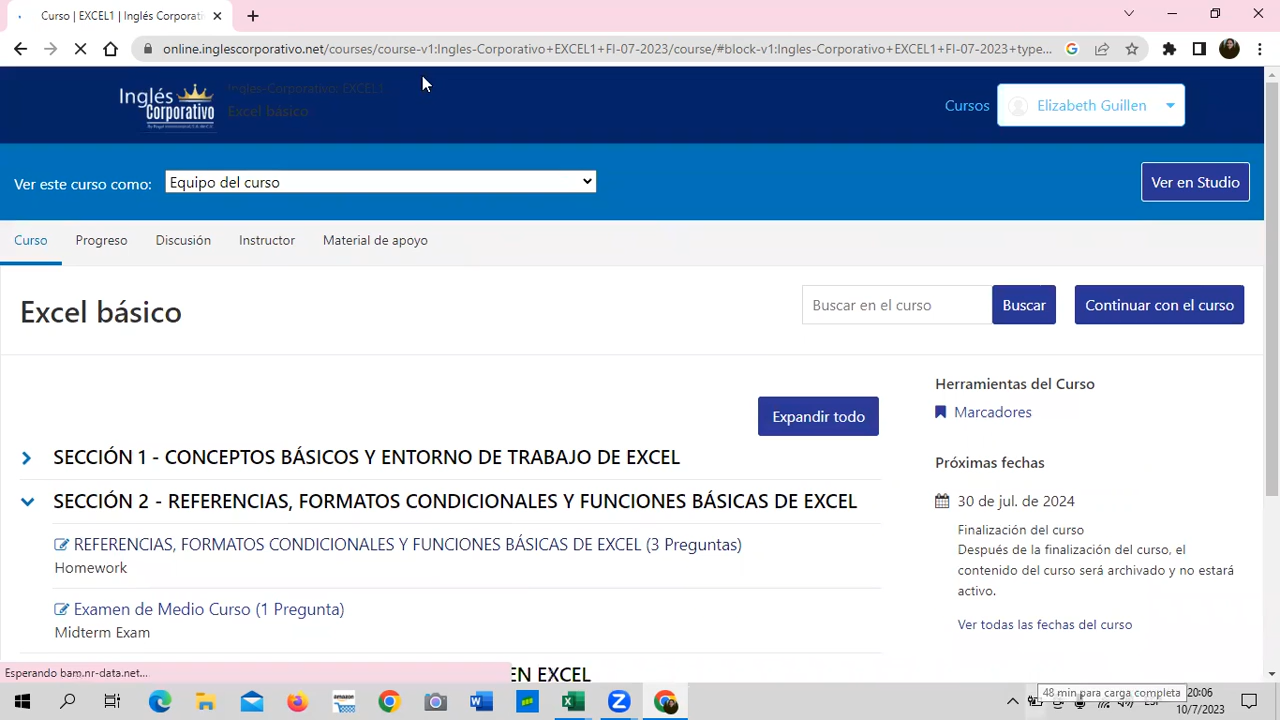 Curso | EXCEL1 | Inglés Corporati
online.inglescorporativo.net/courses/course-v1:Ingles-Corporativo+EXCEL1+FI-07-2023/course/#block-v1:Ingles-Corporativo+EXCEL1+FI-07-2023+type...
Inglés
Corporativo
Ingles-Corporativo: EXCEL1
Excel básico
Cursos
Elizabeth Guillen
Ver este curso como:
Equipo del curso
Ver en Studio
Curso
Progreso
Discusión
Instructor
Material de apoyo
Excel básico
Buscar en el curso
Buscar
Continuar con el curso
Herramientas del Curso
Marcadores
Expandir todo
SECCIÓN 1 - CONCEPTOS BÁSICOS Y ENTORNO DE TRABAJO DE EXCEL
Próximas fechas
SECCIÓN 2 - REFERENCIAS, FORMATOS CONDICIONALES Y FUNCIONES BÁSICAS DE EXCEL
30 de jul. de 2024
Finalización del curso
Después de la finalización del curso, el
contenido del curso será archivado y no estará
activo.
REFERENCIAS, FORMATOS CONDICIONALES Y FUNCIONES BÁSICAS DE EXCEL (3 Preguntas)
Homework
Examen de Medio Curso (1 Pregunta)
Midterm Exam
Ver todas las fechas del curso
Esperando bam.nr-data.net...
EN EXCEL
48 min para carga completa
20:06
10/7/2023